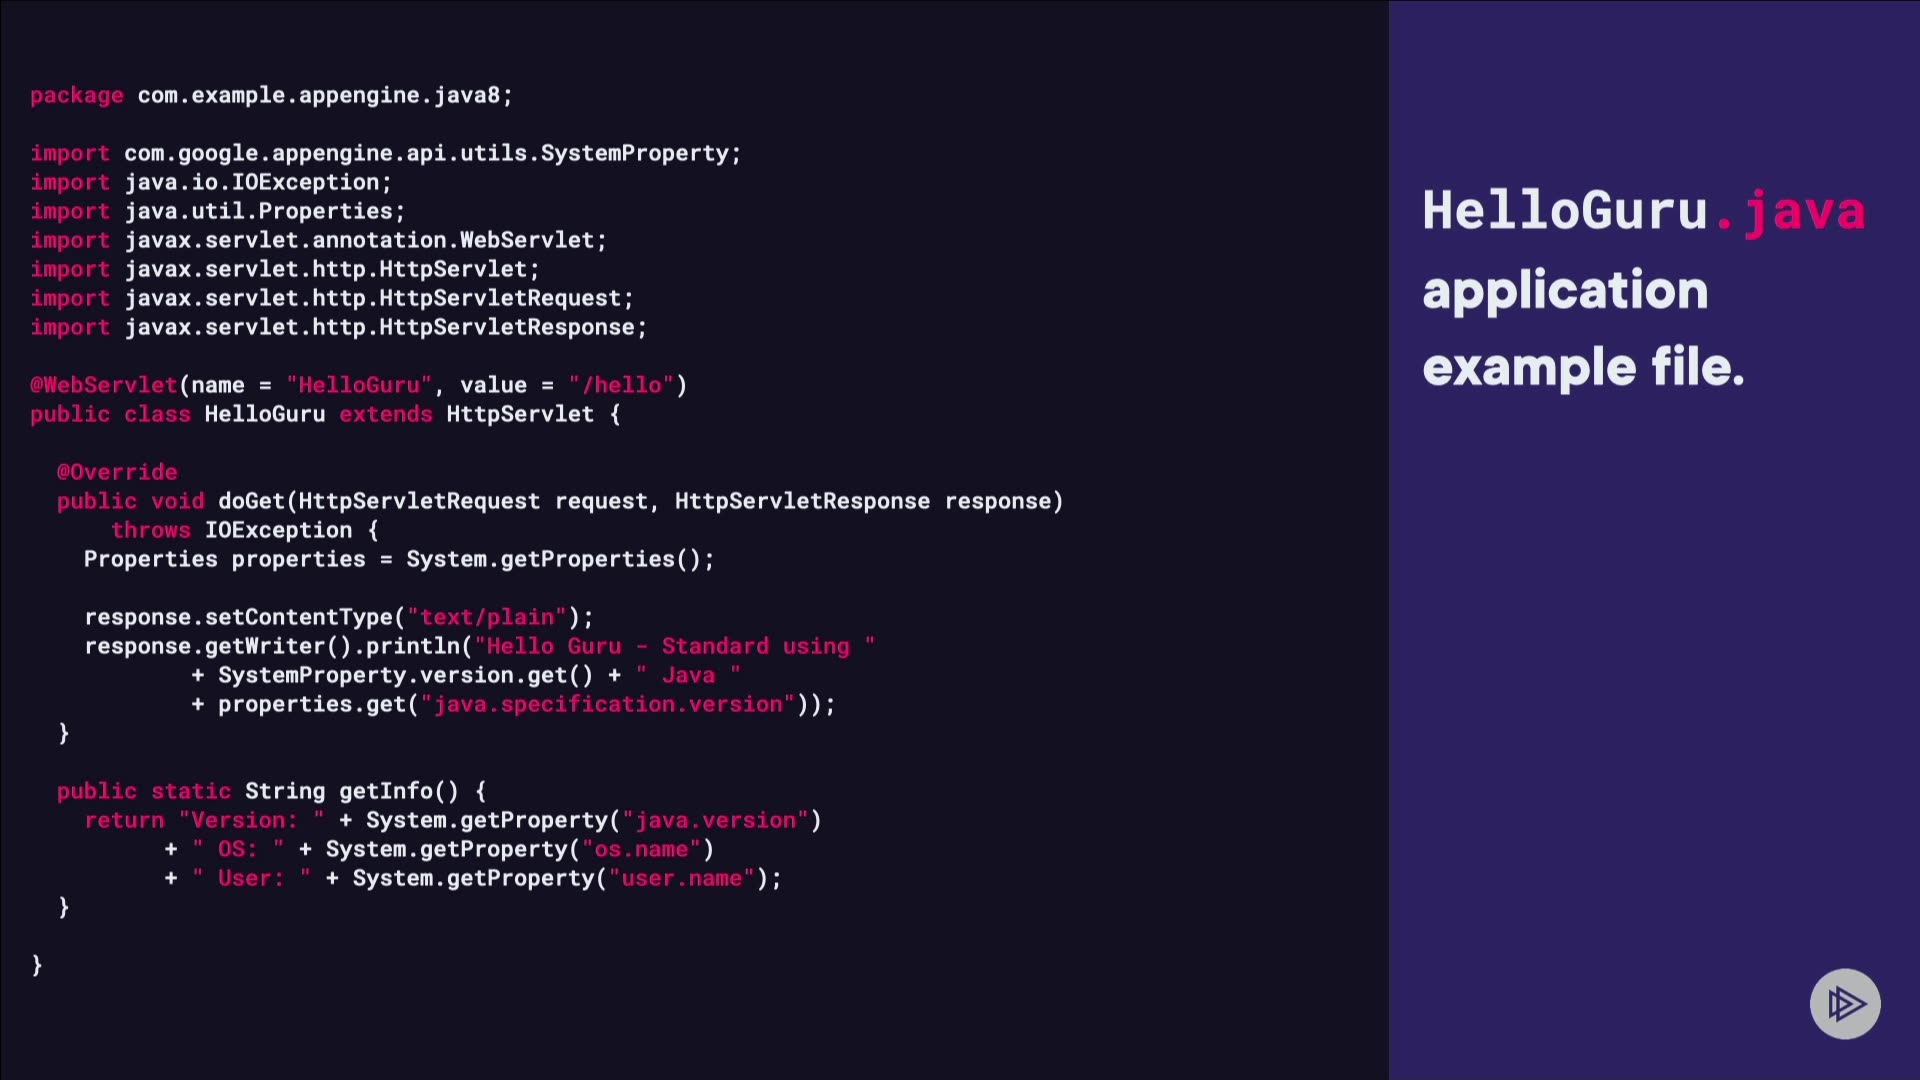 package com.example.appengine.java8;
import com.google.appengine.api.utils.SystemProperty;
import java.io.IOException;
import java.util.Properties;
import javax.servlet.annotation.WebServlet;
import javax.servlet.http.HttpServlet;
import javax.servlet.http.HttpServletRequest;
import javax.servlet.http.HttpServletResponse;
@WebServlet(name = "HelloGuru", value = "/hello")
public class HelloGuru extends HttpServlet {
@Override
public void doGet(HttpServletRequest request, HttpServletResponse response)
throws IOException {
Properties properties = System.getProperties();
response.setContentType("text/plain");
response.getWriter().println("Hello Guru - Standard using "
+ SystemProperty.version.get() + " Java "
+ properties.get("java.specification.version"));
}
public static String getInfo() {
return "Version: " + System.getProperty("java.version")
+ " OS: " + System.getProperty("os.name")
+ " User: " + System.getProperty("user.name");
}
}
HelloGuru.java
application
example file.